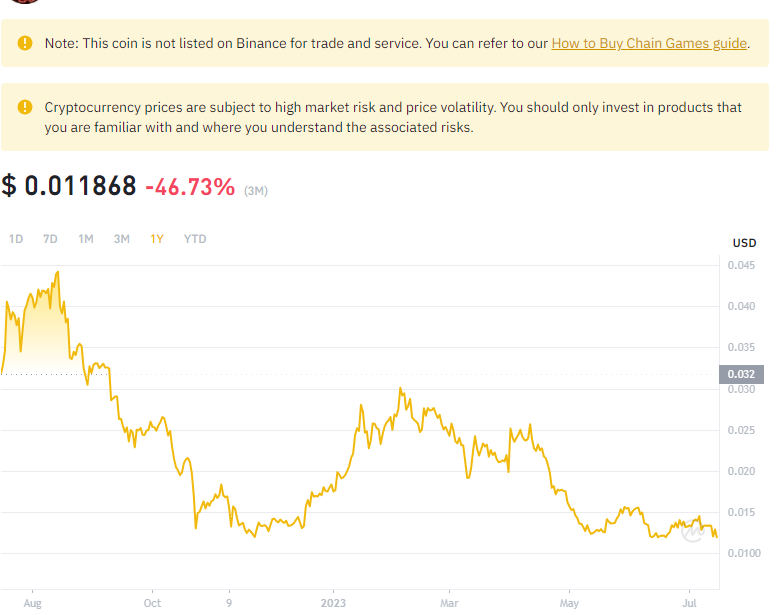 Note: This coin is not listed on Binance for trade and service. You can refer to our How to Buy Chain Games guide.
Cryptocurrency prices are subject to high market risk and price volatility. You should only invest in products that
you are familiar with and where you understand the associated risks.
$ 0.011868 -46.73% (3M)
1D 7D 1M 3M 1Y YTD
USD
0.045
0.040
0.035
0.032
0.030
0.025
0.020
0.015
0.0100
Aug Oct 9 2023 Mar May Jul